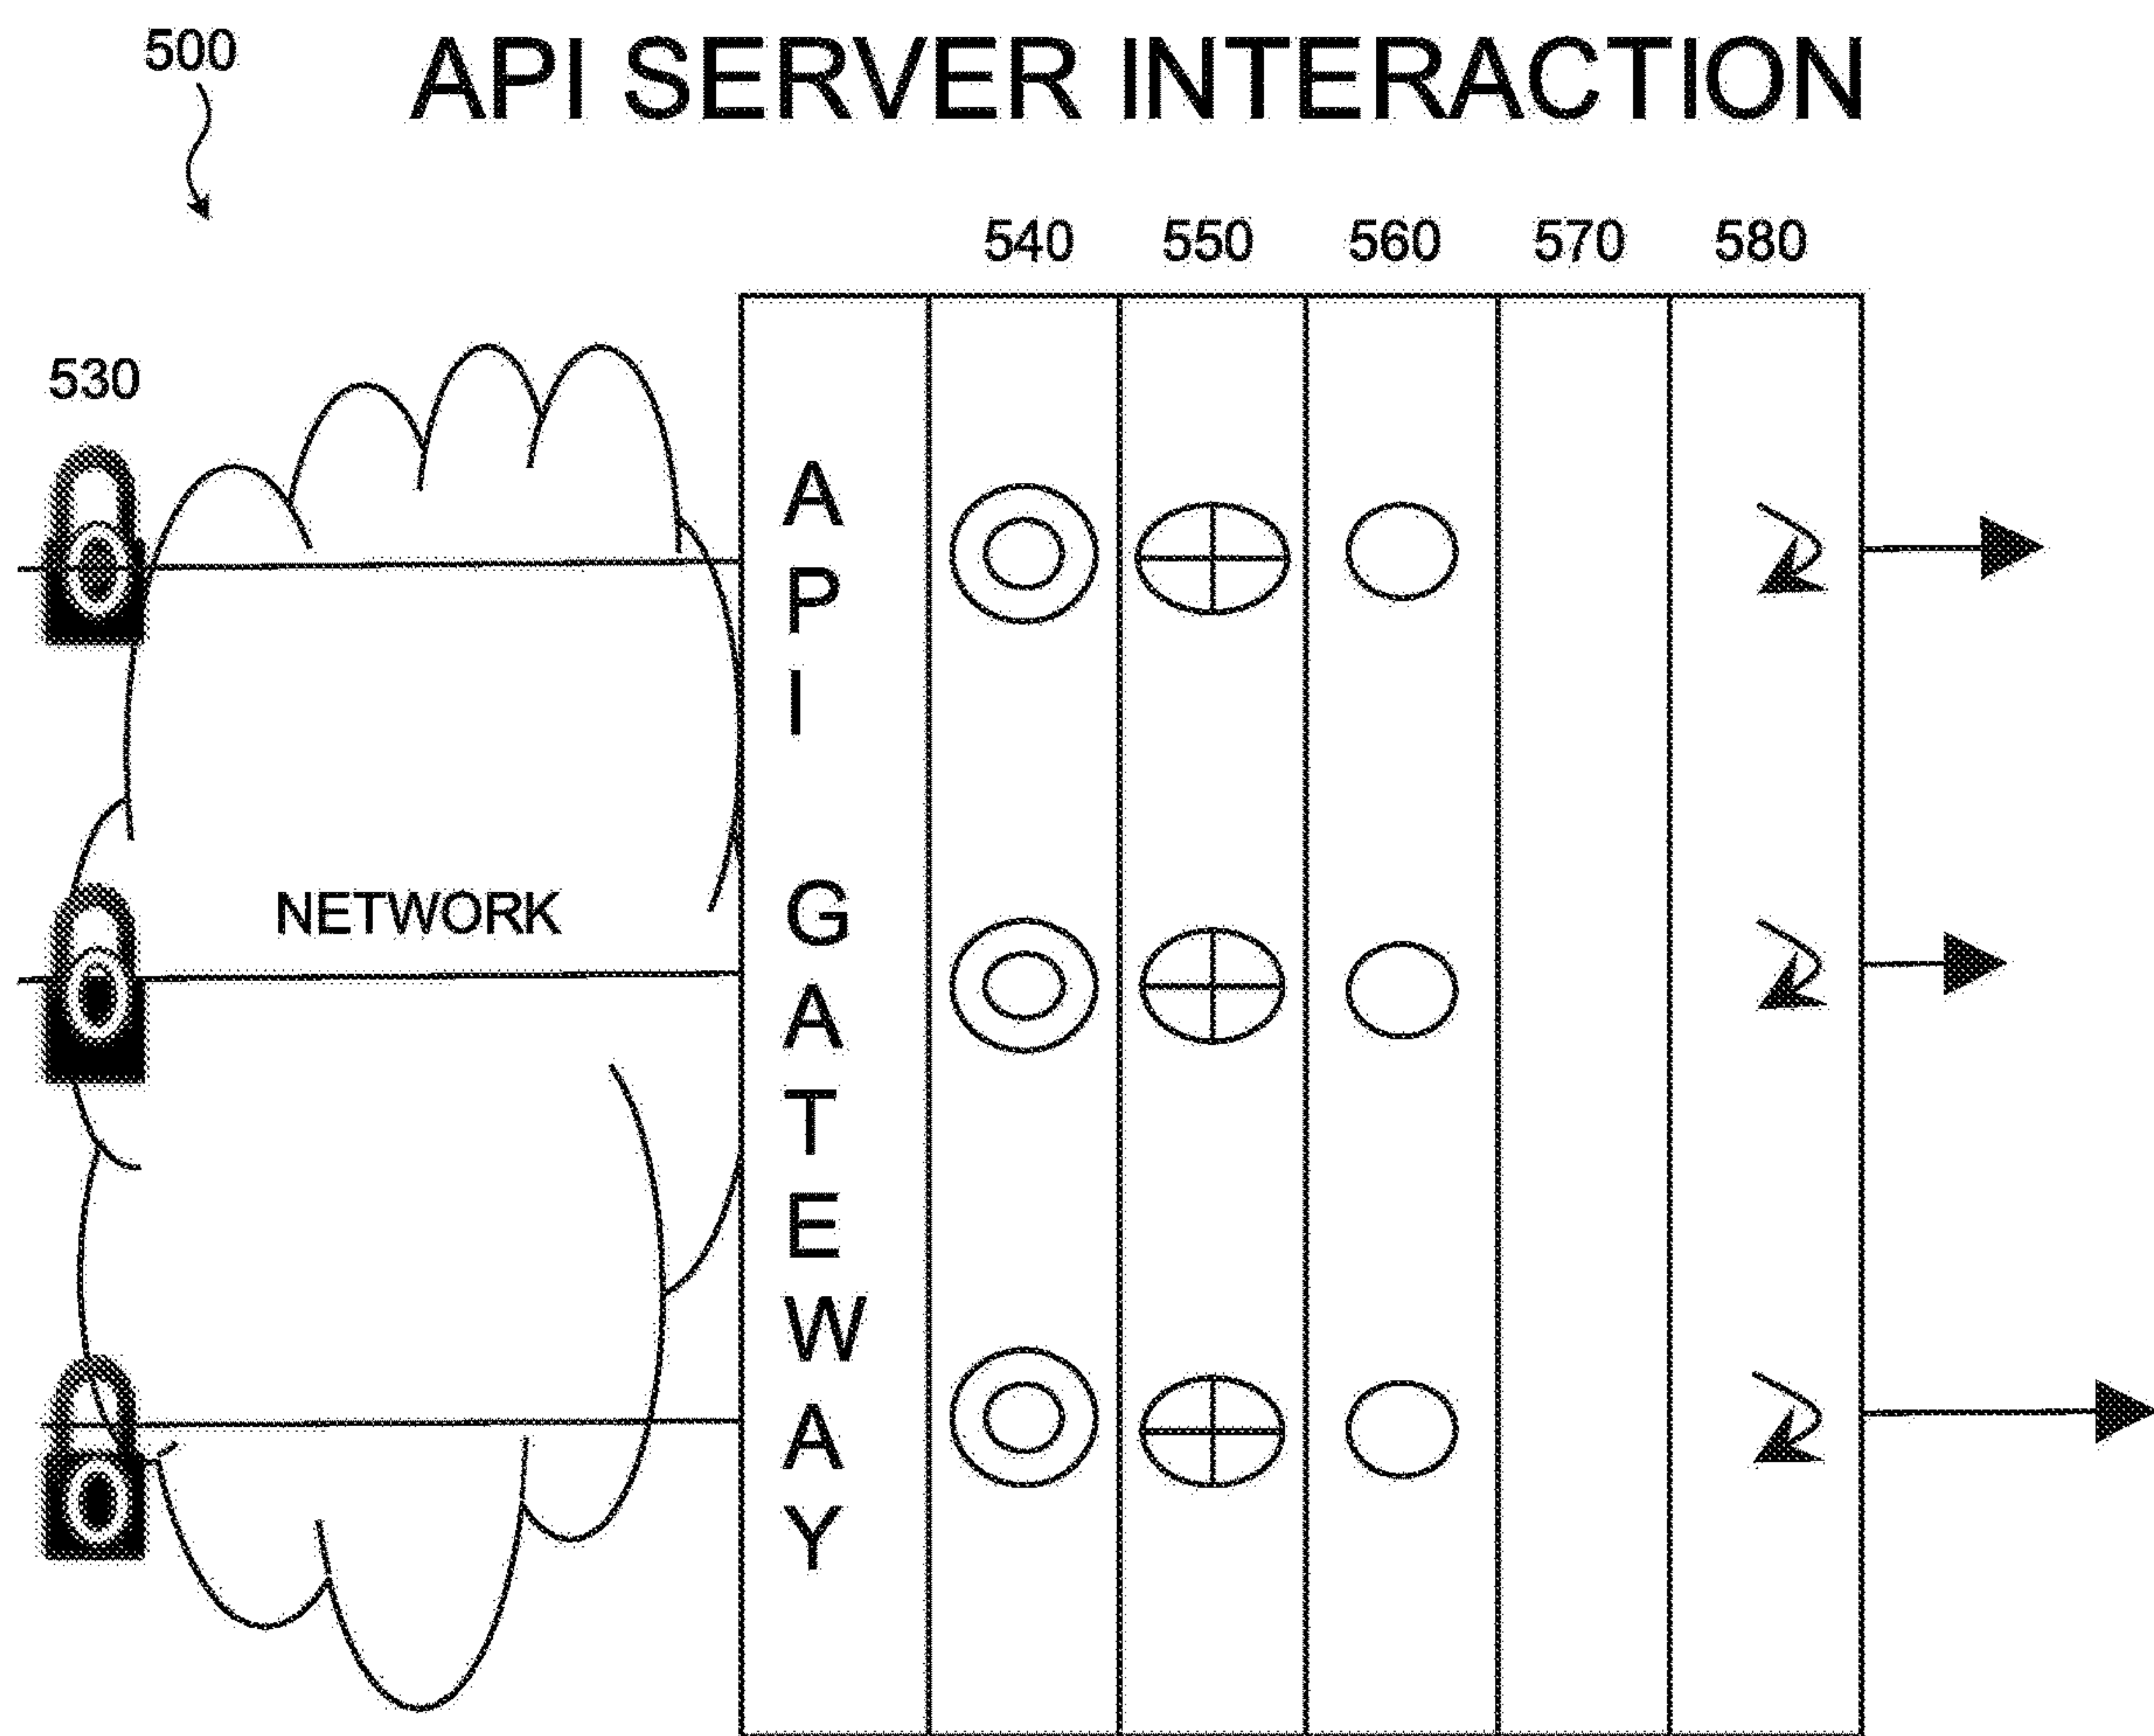 500
API SERVER INTERACTION
540 550 560 570 580
530
API GATEWAY
NETWORK